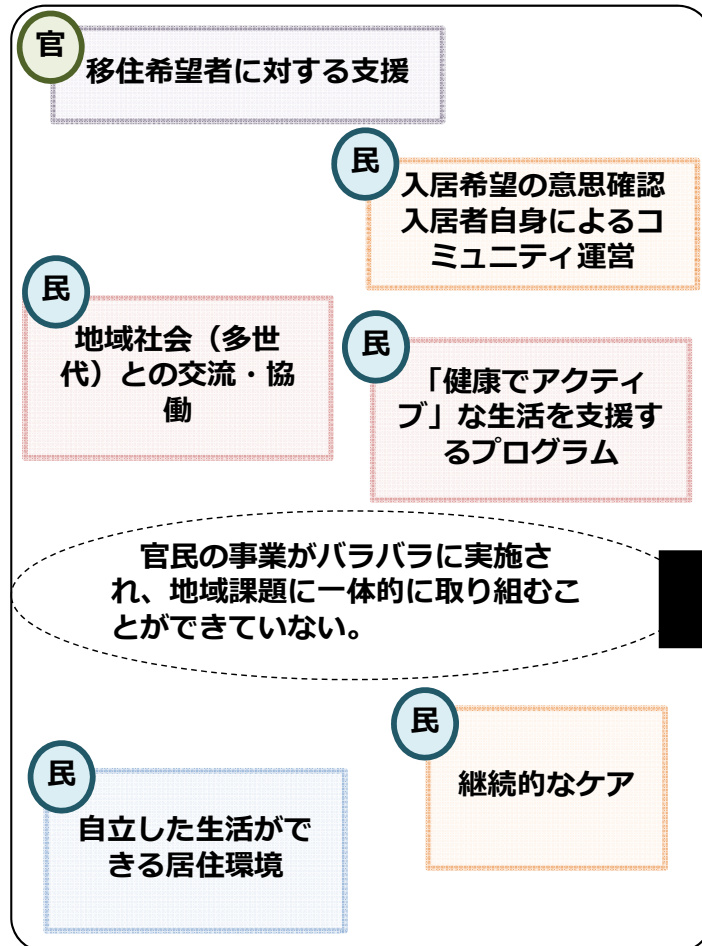 官
移住希望者に対する支援
民
入居希望の意思確認
入居者自身によるコ
ミュニティ運営
民
地域社会（多世
代）との交流・協
働
民
「健康でアクティ
ブ」な生活を支援す
るプログラム
官民の事業がバラバラに実施さ
れ、地域課題に一体的に取り組むこ
とができていない。
民
継続的なケア
民
自立した生活がで
きる居住環境